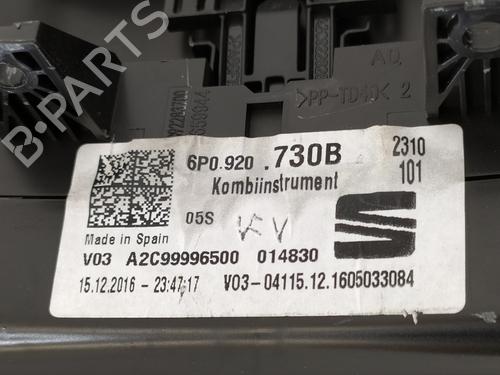 B-PARTS
AQ
>PP-TD40< 2
6P0.920 .730B 2310
Kombiinstrument 101
05S KV
Made in Spain
V03 A2C99996500 014830
15.12.2016 - 23:47:17 V03-04115.12.1605033084